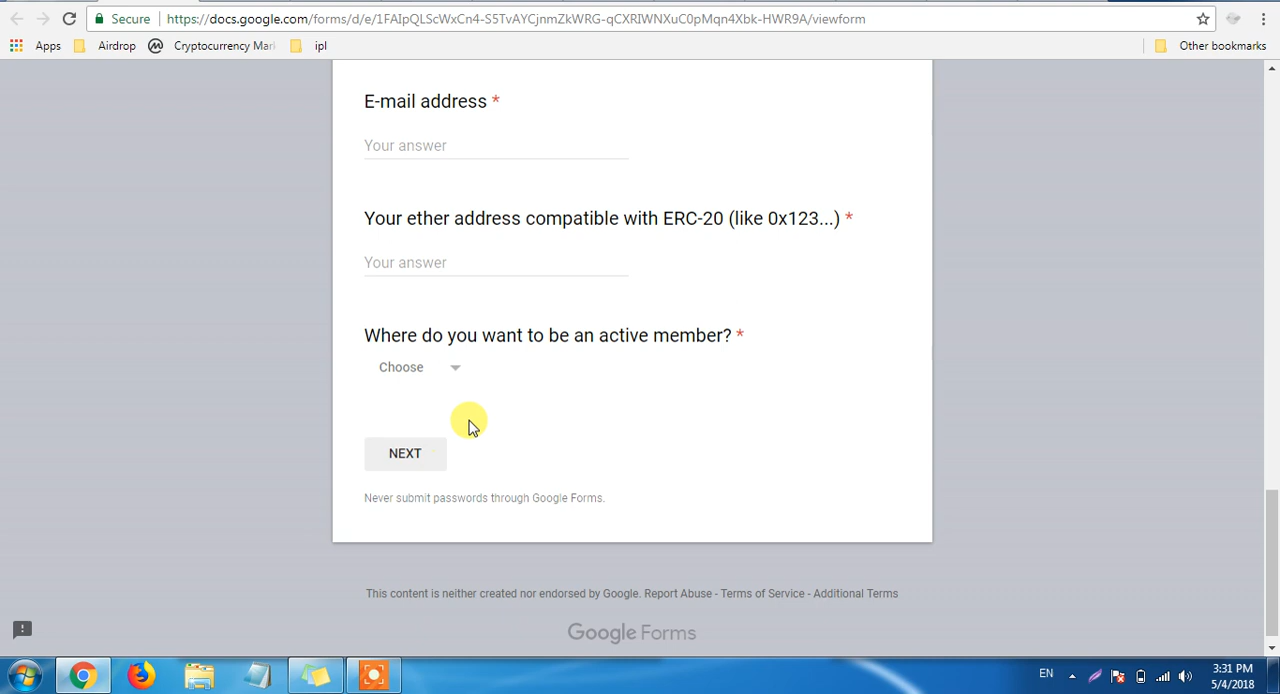 Secure https://docs.google.com/forms/d/e/1FAIpQLScWxCn4-S5TvAYCjnmZkWRG-qCXRIWNXuC0pMqn4Xbk-HWR9A/viewform
Apps Airdrop Cryptocurrency Mar ipl Other bookmarks
E-mail address *
Your answer
Your ether address compatible with ERC-20 (like 0x123...) *
Your answer
Where do you want to be an active member? *
Choose
NEXT
Never submit passwords through Google Forms.
This content is neither created nor endorsed by Google. Report Abuse - Terms of Service - Additional Terms
Google Forms
EN 3:31 PM
5/4/2018